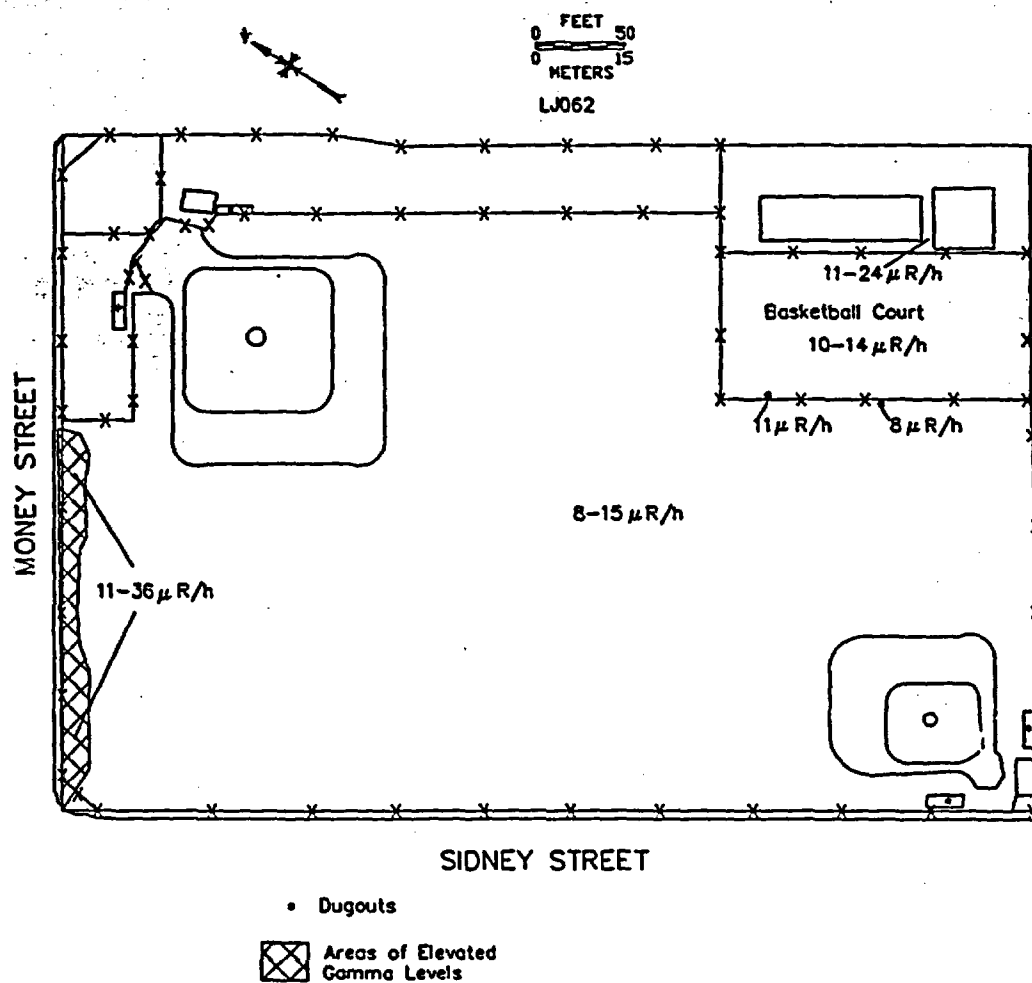 FEET
0 50
0 15
METERS
LJ062
11-24 μR/h
Basketball Court
10-14 μR/h
11 μR/h
8 μR/h
MONEY STREET
8-15 μR/h
11-36 μR/h
SIDNEY STREET
• Dugouts
Areas of Elevated
Gamma Levels